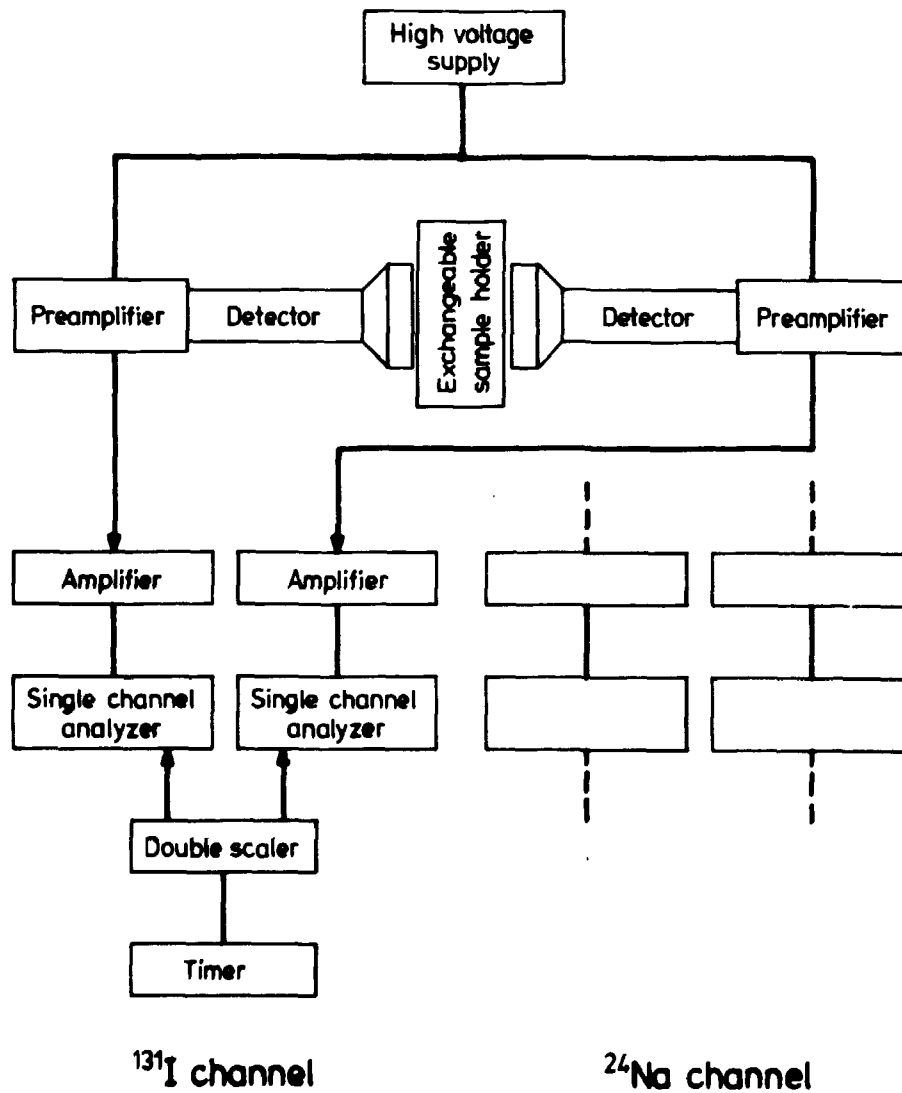 High voltage
supply
Preamplifier
Detector
Exchangeable
sample holder
Detector
Preamplifier
Amplifier
Amplifier
Single channel
analyzer
Single channel
analyzer
Double scaler
Timer
¹³¹I channel
²⁴Na channel